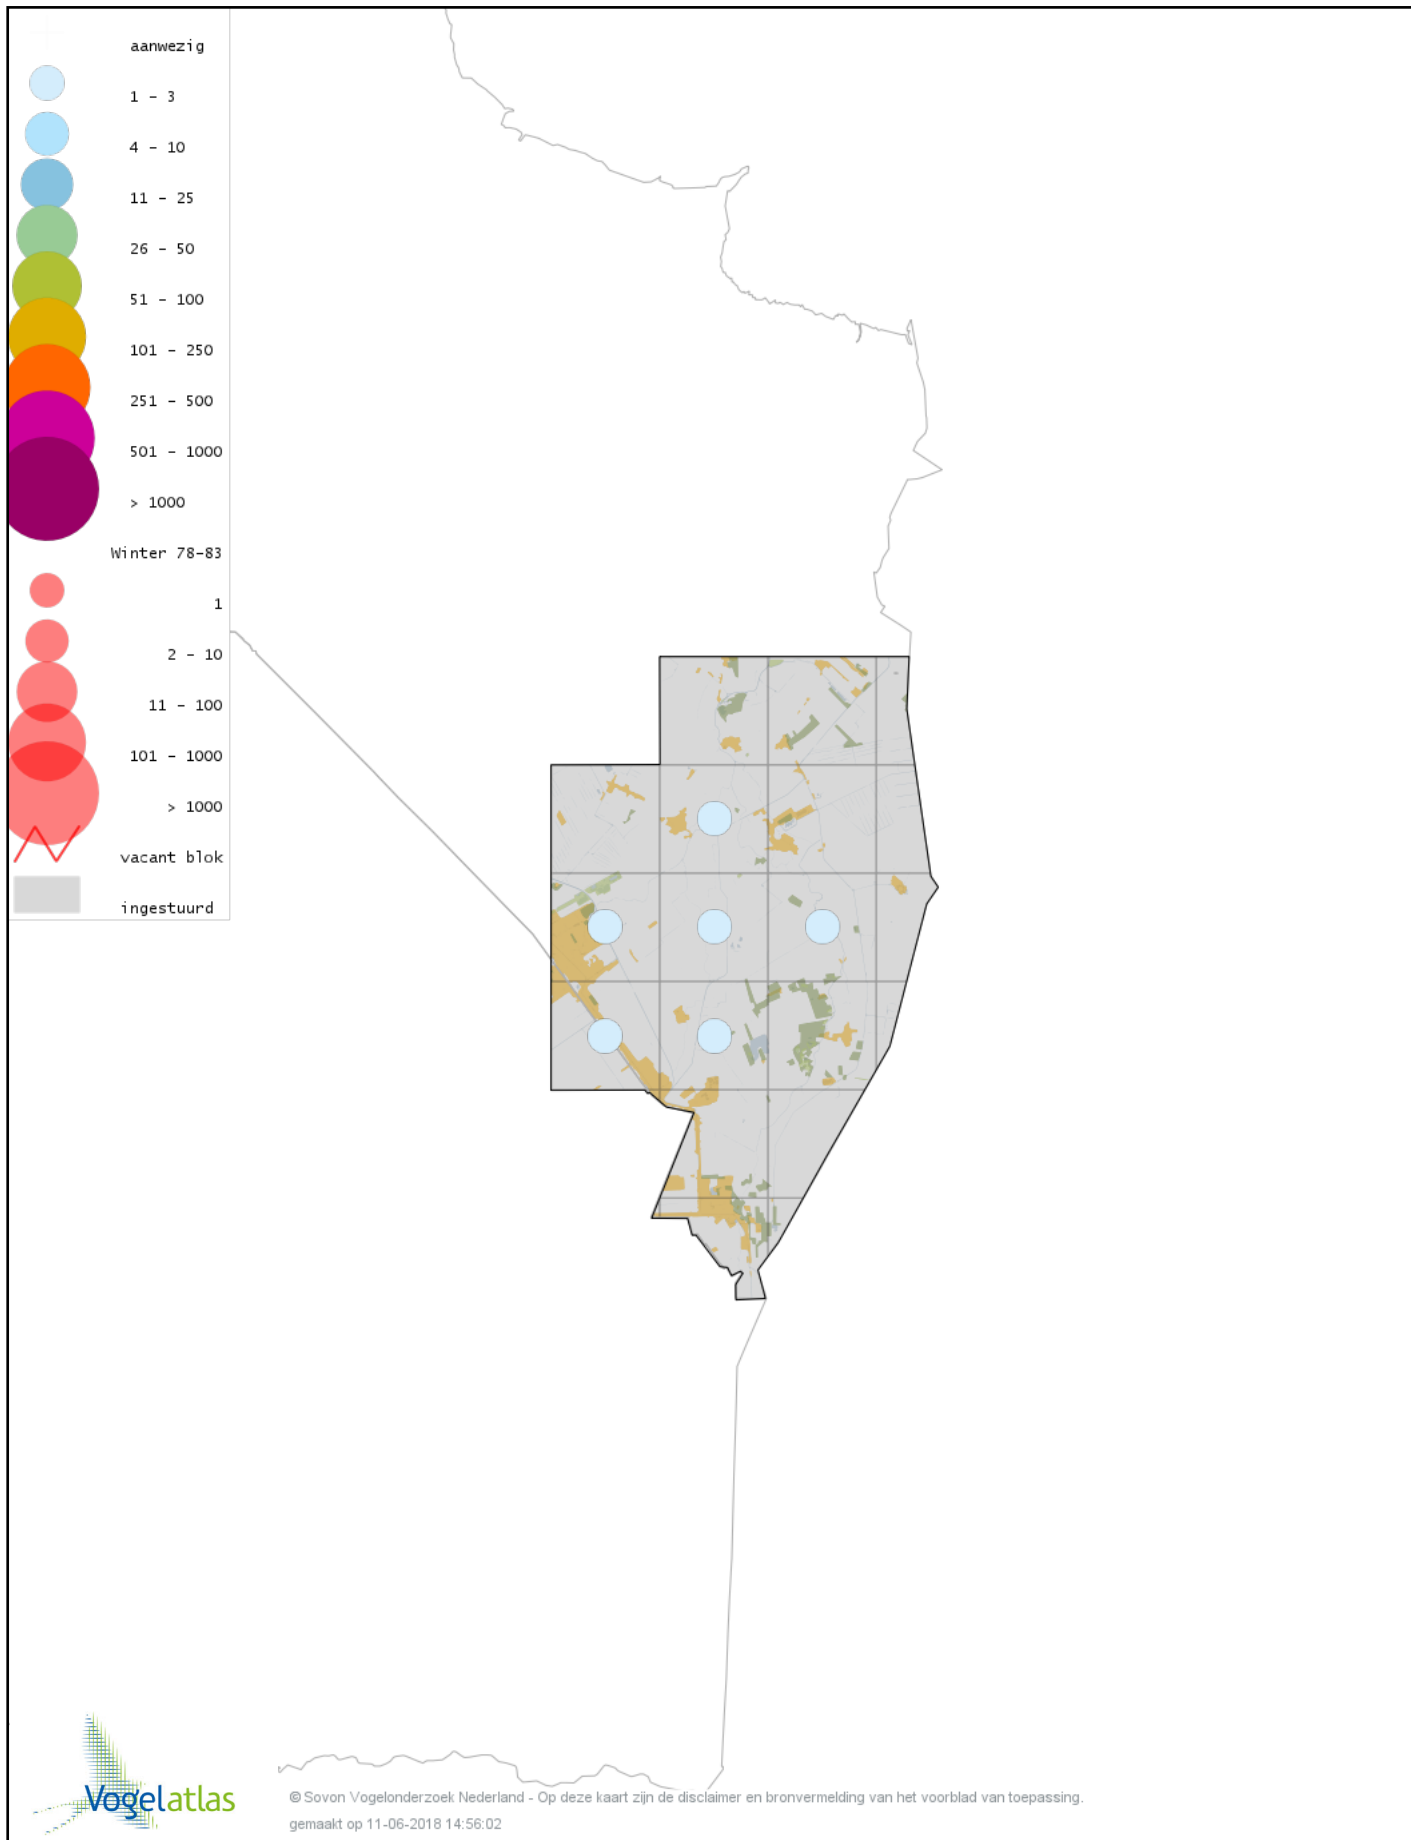 aanwezig
1 - 3
4 - 10
11 - 25
26 - 50
51 - 100
101 - 250
251 - 500
501 - 1000
> 1000
Winter 78-83
1
2 - 10
11 - 100
101 - 1000
> 1000
vacant blok
ingestuurd
Vogelatlas
© Sovon Vogelonderzoek Nederland - Op deze kaart zijn de disclaimer en bronvermelding van het voorblad van toepassing.
gemaakt op 11-06-2018 14:56:02